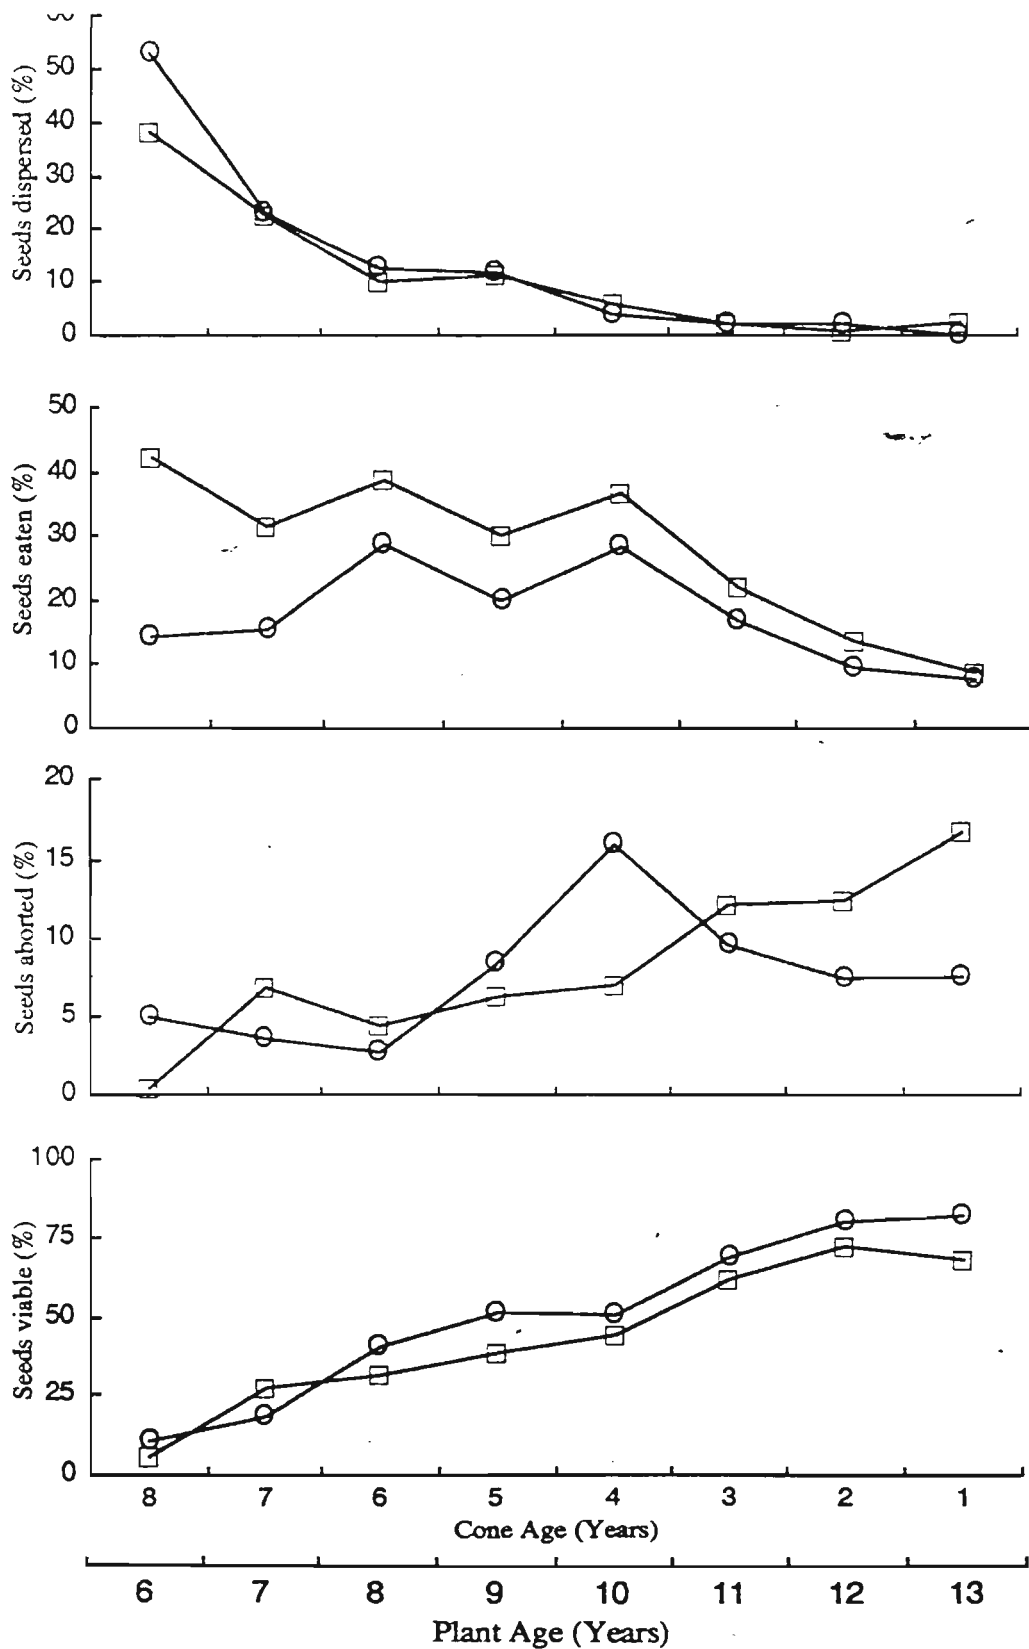 Seeds dispersed (%)
50
40
30
20
10
0
Seeds eaten (%)
50
40
30
20
10
0
Seeds aborted (%)
20
15
10
5
0
Seeds viable (%)
100
75
50
25
0
8 7 6 5 4 3 2 1
Cone Age (Years)
6 7 8 9 10 11 12 13
Plant Age (Years)